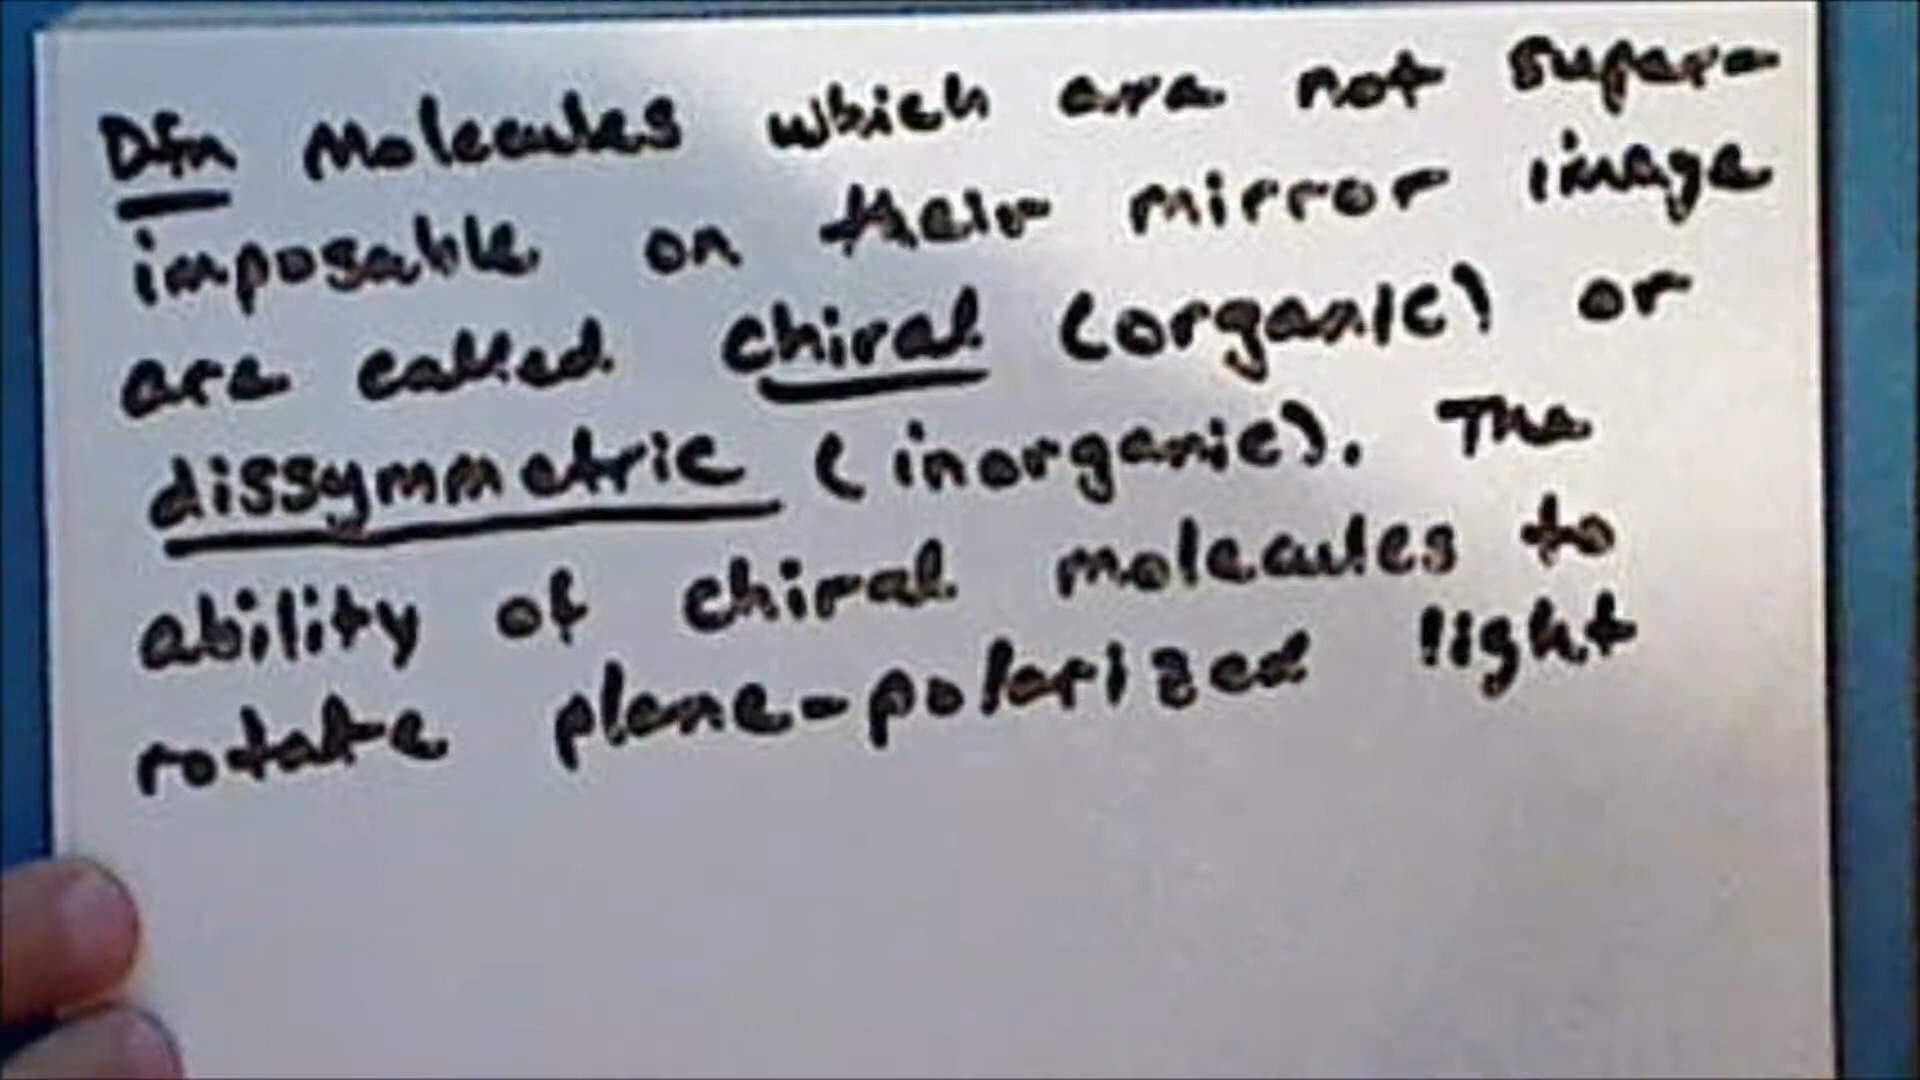 Dfn Molecules which are not super-
imposable on their mirror image
are called chiral (organic) or
dissymmetric (inorganic). The
ability of chiral molecules to
rotate plane-polarized light